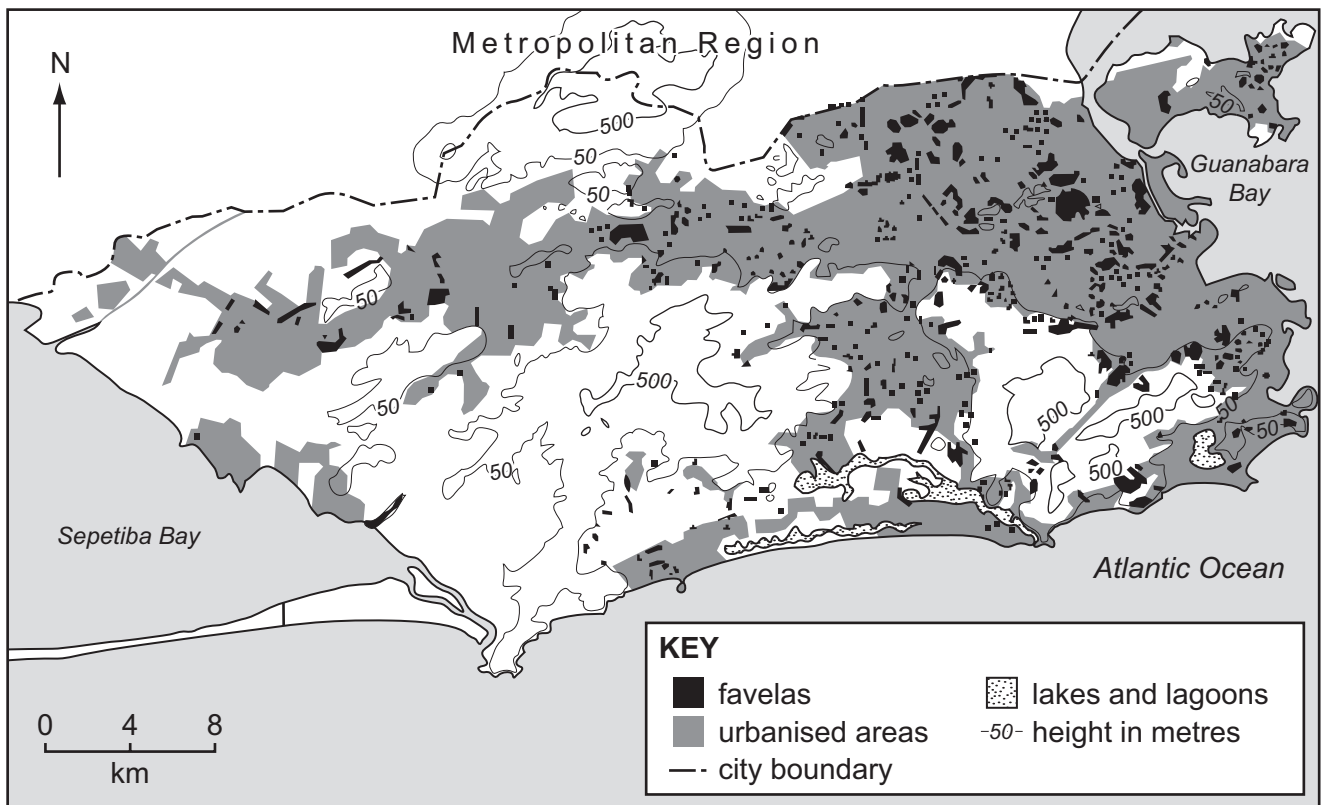 Metropolitan Region
N
500
50
50
50
Guanabara
Bay
50
500
50
500
500
50
50
50
500
Sepetiba Bay
Atlantic Ocean
KEY
favelas
lakes and lagoons
urbanised areas
-50- height in metres
city boundary
0 4 8
km